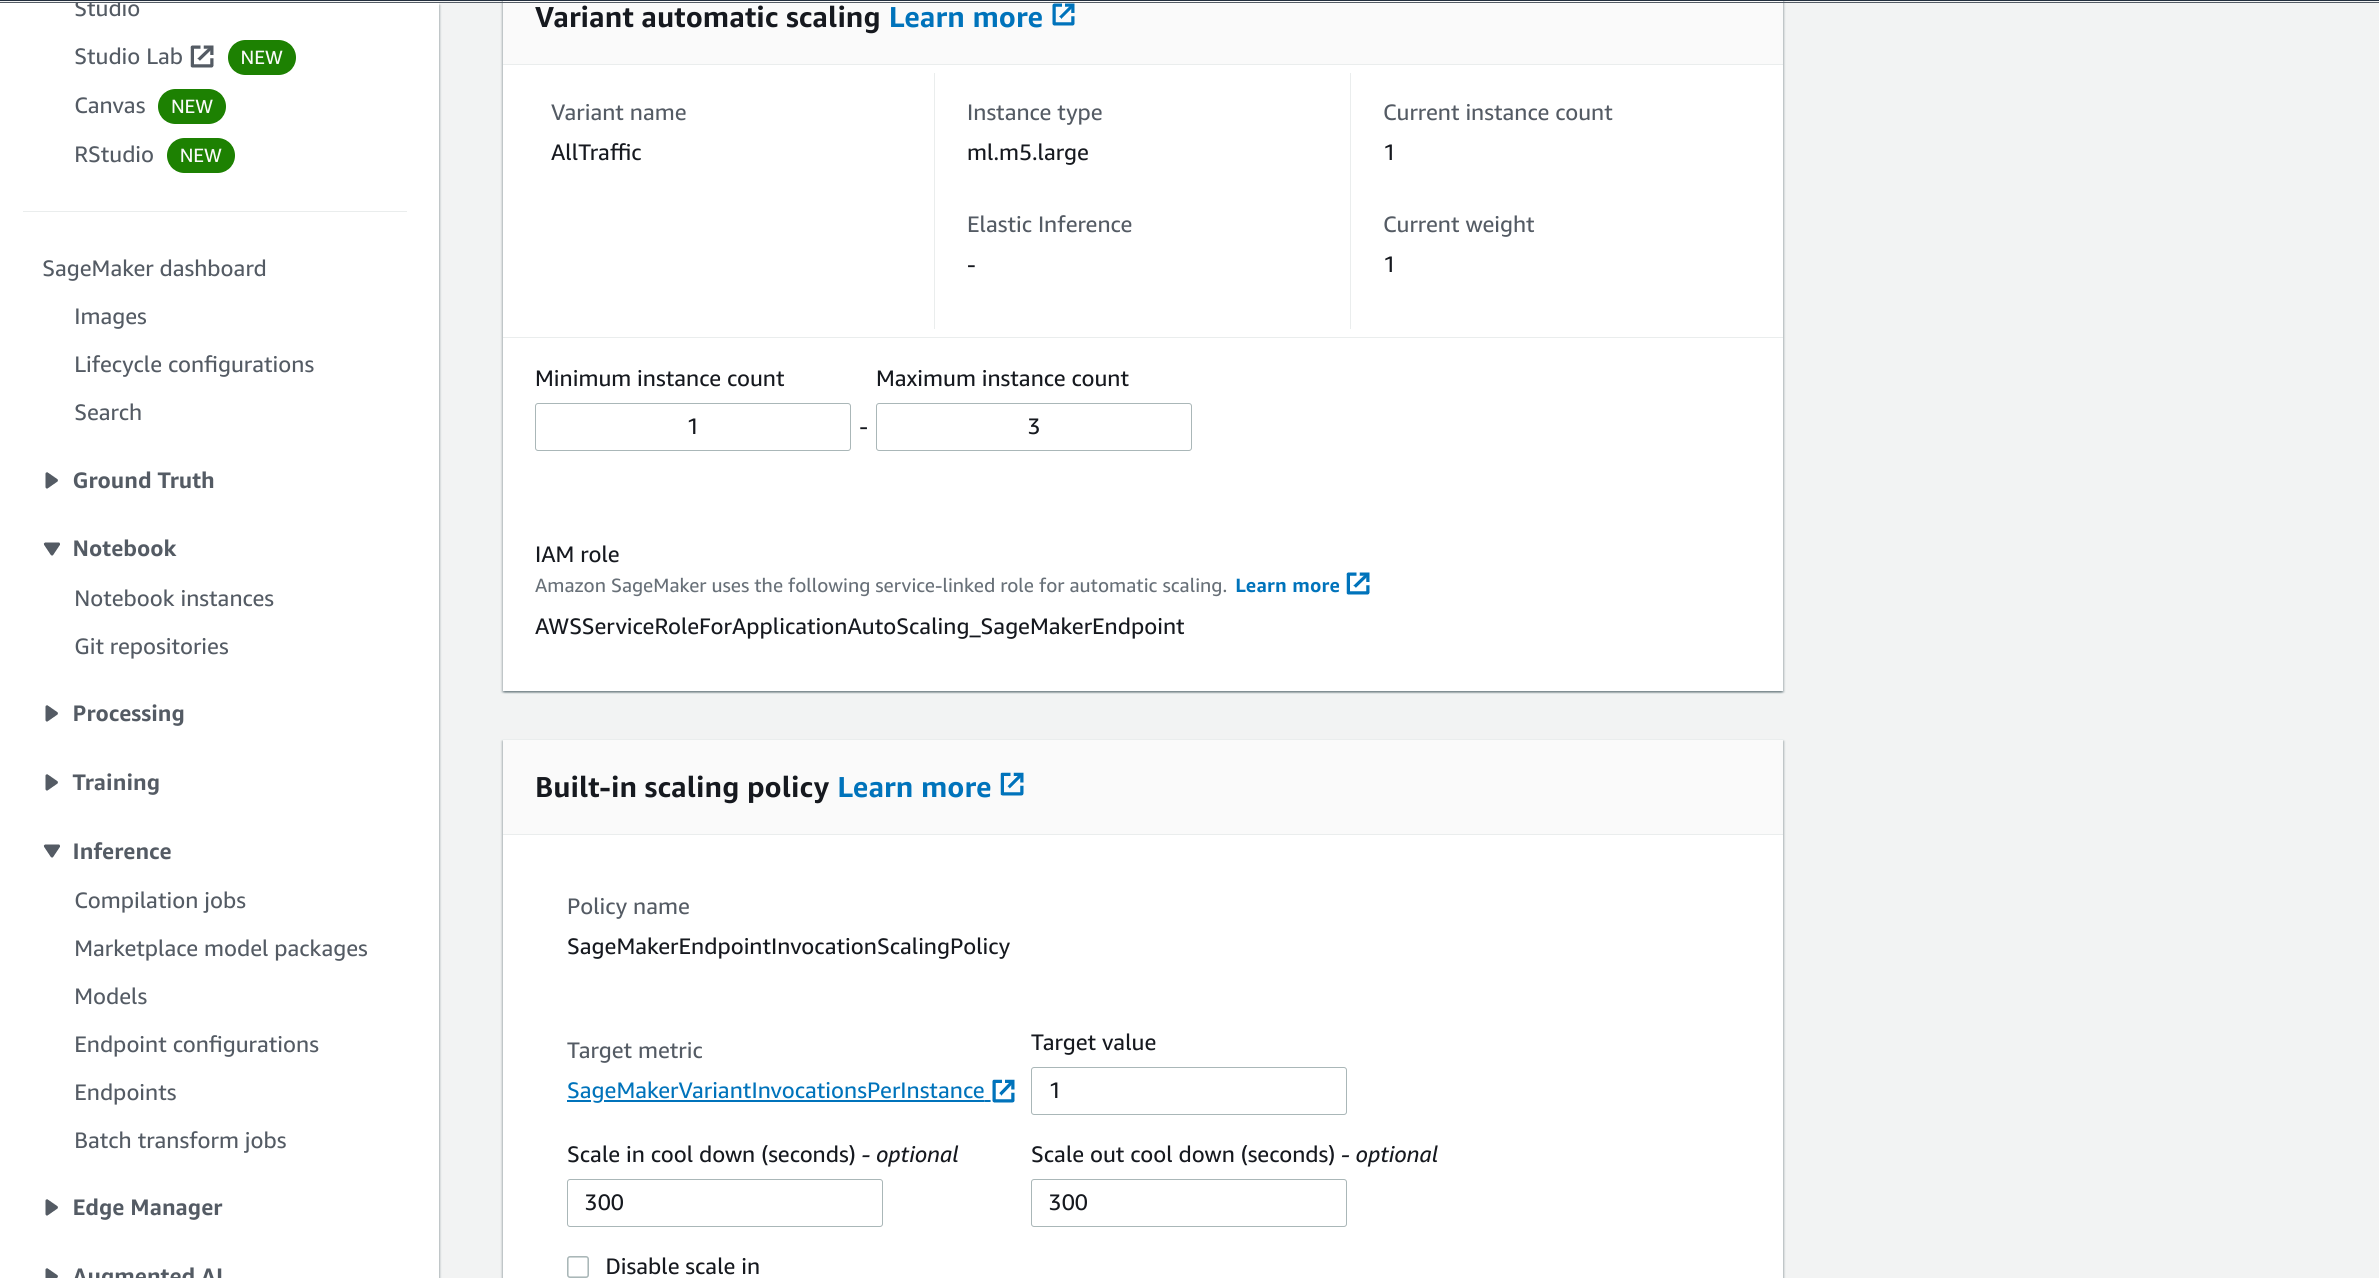 Studio
Studio Lab NEW
Canvas NEW
RStudio NEW
SageMaker dashboard
Images
Lifecycle configurations
Search
Ground Truth
Notebook
Notebook instances
Git repositories
Processing
Training
Inference
Compilation jobs
Marketplace model packages
Models
Endpoint configurations
Endpoints
Batch transform jobs
Edge Manager
Augmented AI
Variant automatic scaling Learn more
Variant name
AllTraffic
Instance type
ml.m5.large
Elastic Inference
-
Current instance count
1
Current weight
1
Minimum instance count
1
-
Maximum instance count
3
IAM role
Amazon SageMaker uses the following service-linked role for automatic scaling. Learn more
AWSServiceRoleForApplicationAutoScaling_SageMakerEndpoint
Built-in scaling policy Learn more
Policy name
SageMakerEndpointInvocationScalingPolicy
Target metric
SageMakerVariantInvocationsPerInstance
Target value
1
Scale in cool down (seconds) - optional
300
Scale out cool down (seconds) - optional
300
Disable scale in